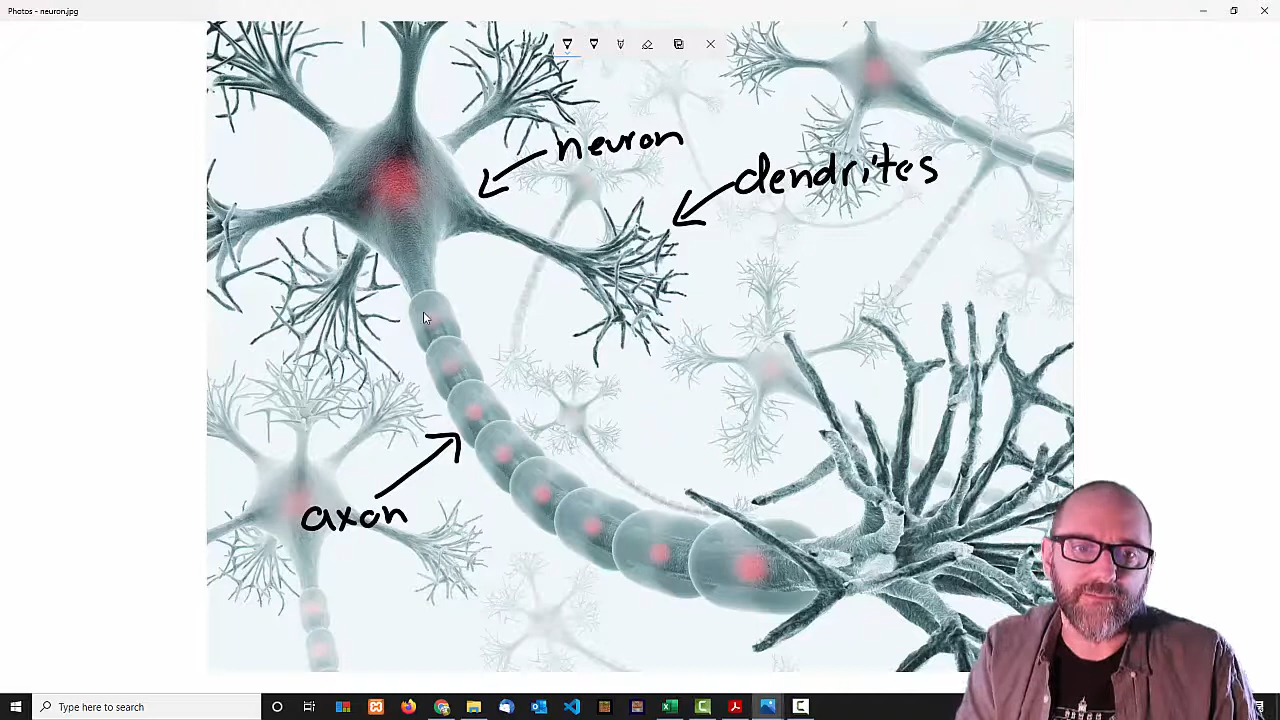 Photos - neuron.jpg
neuron
dendrites
axon
Type here to search